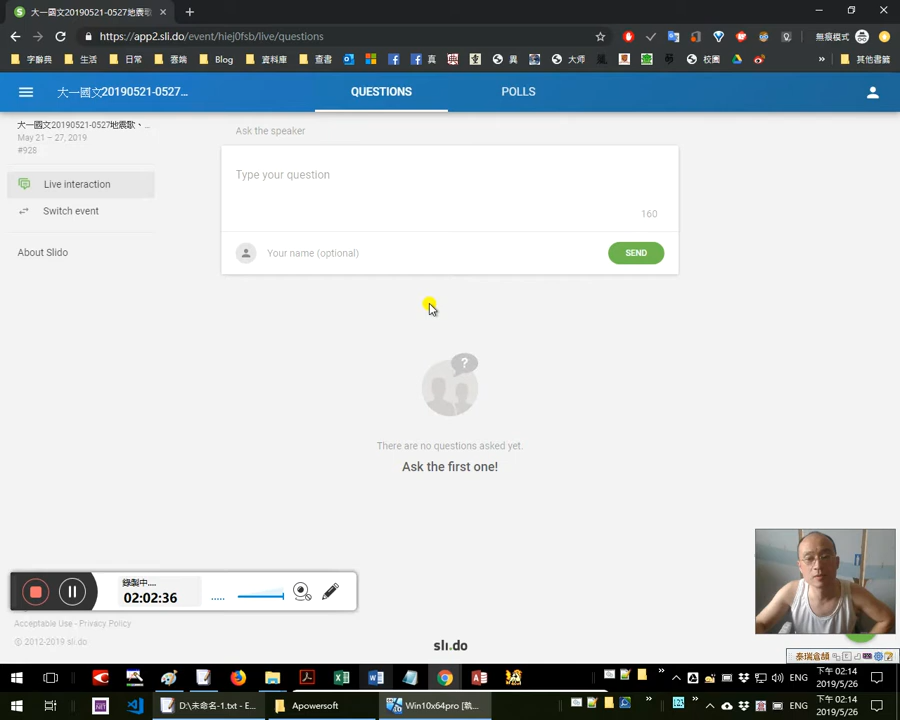 大一國文20190521-0527地震歌
https://app2.sli.do/event/hiej0fsb/live/questions
無痕模式
字辭典 生活 日常 雲端 Blog 資料庫 查書 真 異 大師 校園 其他書籤
大一國文20190521-0527...
QUESTIONS
POLLS
大一國文20190521-0527地震歌、...
May 21 – 27, 2019
#928
Live interaction
Switch event
About Slido
Ask the speaker
Type your question
160
Your name (optional)
SEND
?
There are no questions asked yet.
Ask the first one!
錄製中....
02:02:36
Acceptable Use - Privacy Policy
© 2012-2019 sli.do
sli.do
泰瑞倉頡
ENG
下午 02:14
2019/5/26
D:\未命名-1.txt - E...
Apowersoft
Win10x64pro [執...
ENG
下午 02:14
2019/5/26